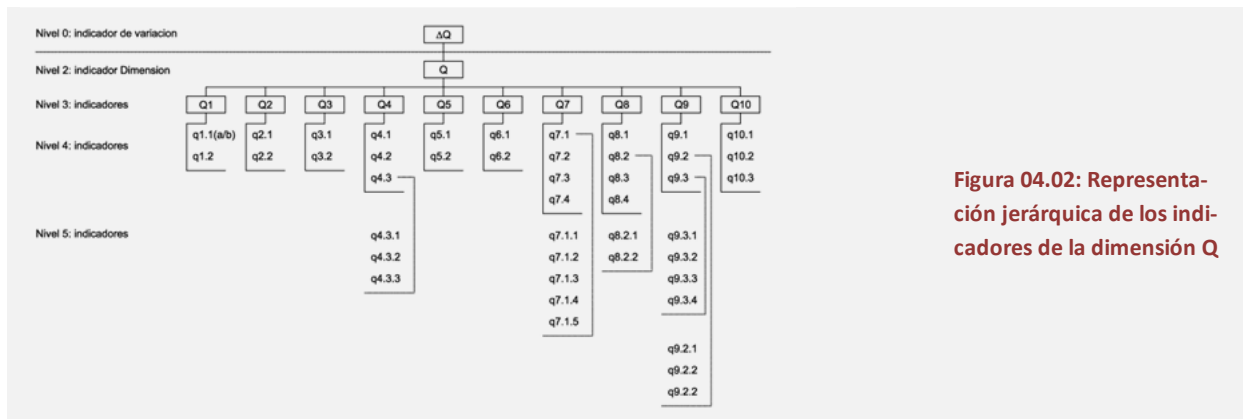 Nivel 0: indicador de variacion ΔQ
Nivel 2: indicador Dimension Q
Nivel 3: indicadores Q1 Q2 Q3 Q4 Q5 Q6 Q7 Q8 Q9 Q10
Nivel 4: indicadores
q1.1(a/b) q2.1 q3.1 q4.1 q5.1 q6.1 q7.1 q8.1 q9.1 q10.1
q1.2 q2.2 q3.2 q4.2 q5.2 q6.2 q7.2 q8.2 q9.2 q10.2
q4.3 q7.3 q8.3 q9.3 q10.3
q7.4 q8.4
Nivel 5: indicadores q4.3.1 q7.1.1 q8.2.1 q9.3.1
q4.3.2 q7.1.2 q8.2.2 q9.3.2
q4.3.3 q7.1.3 q9.3.3
q7.1.4 q9.3.4
q7.1.5
q9.2.1
q9.2.2
q9.2.2
Figura 04.02: Representa-
ción jerárquica de los indi-
cadores de la dimensión Q